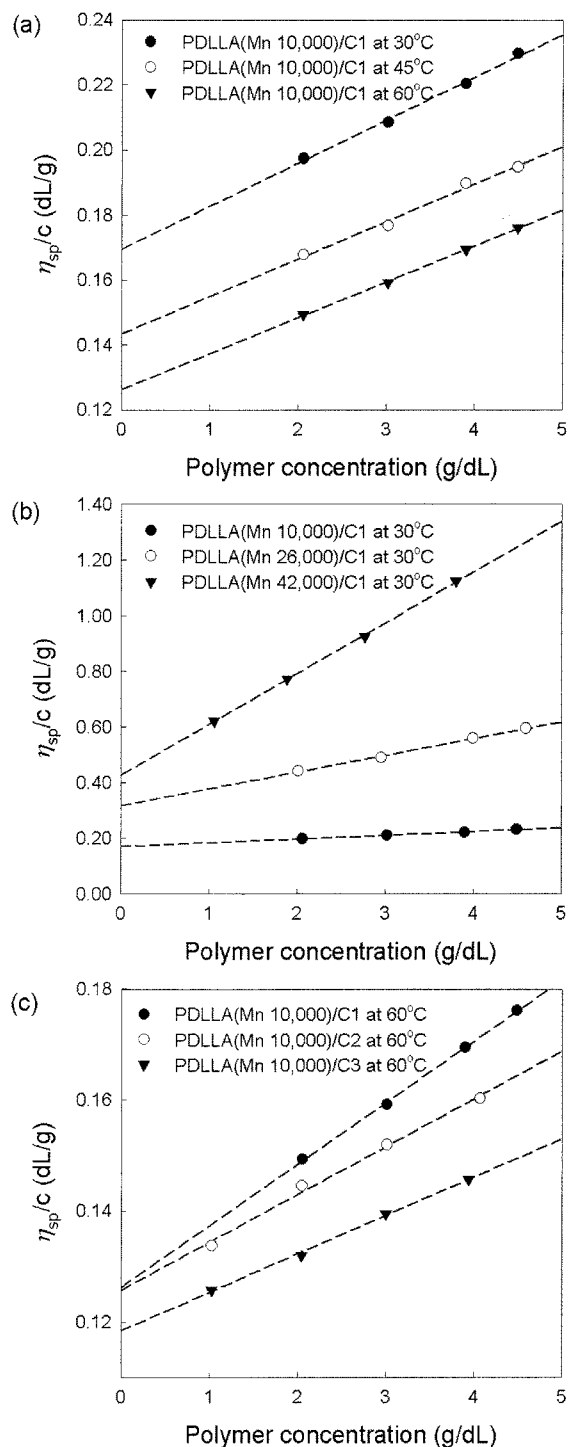 (a)
PDLLA(Mn 10,000)/C1 at 30°C
PDLLA(Mn 10,000)/C1 at 45°C
PDLLA(Mn 10,000)/C1 at 60°C
0.24
0.22
0.20
0.18
0.16
0.14
0.12
ηsp/c (dL/g)
0 1 2 3 4 5
Polymer concentration (g/dL)
(b)
PDLLA(Mn 10,000)/C1 at 30°C
PDLLA(Mn 26,000)/C1 at 30°C
PDLLA(Mn 42,000)/C1 at 30°C
1.40
1.20
1.00
0.80
0.60
0.40
0.20
0.00
ηsp/c (dL/g)
0 1 2 3 4 5
Polymer concentration (g/dL)
(c)
PDLLA(Mn 10,000)/C1 at 60°C
PDLLA(Mn 10,000)/C2 at 60°C
PDLLA(Mn 10,000)/C3 at 60°C
0.18
0.16
0.14
0.12
ηsp/c (dL/g)
0 1 2 3 4 5
Polymer concentration (g/dL)